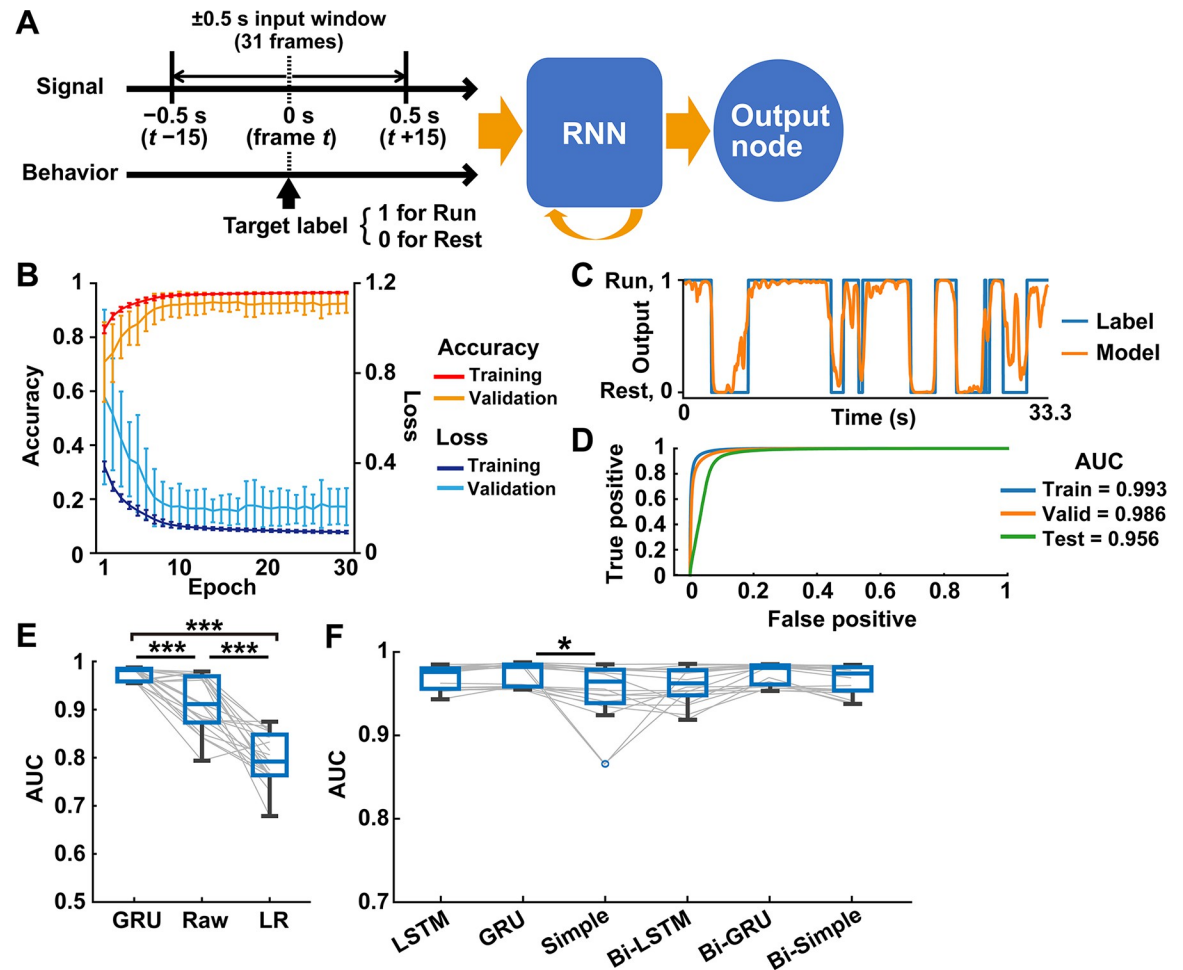 A
±0.5 s input window
(31 frames)
Signal
−0.5 s
(t −15)
0 s
(frame t)
0.5 s
(t +15)
Behavior
Target label
1 for Run
0 for Rest
RNN
Output
node
B
1
0.8
0.6
0.4
0.2
0
Accuracy
1.2
0.8
0.4
0
Loss
1
10
20
30
Epoch
Accuracy
Training
Validation
Loss
Training
Validation
C
Run, 1
Rest, 0
Output
0
Time (s)
33.3
Label
Model
D
1
0.8
0.6
0.4
0.2
0
True positive
0
0.2
0.4
0.6
0.8
1
False positive
AUC
Train = 0.993
Valid = 0.986
Test = 0.956
E
***
***
***
1
0.9
0.8
0.7
0.6
0.5
AUC
GRU
Raw
LR
F
*
1
0.9
0.8
0.7
AUC
LSTM
GRU
Simple
Bi-LSTM
Bi-GRU
Bi-Simple